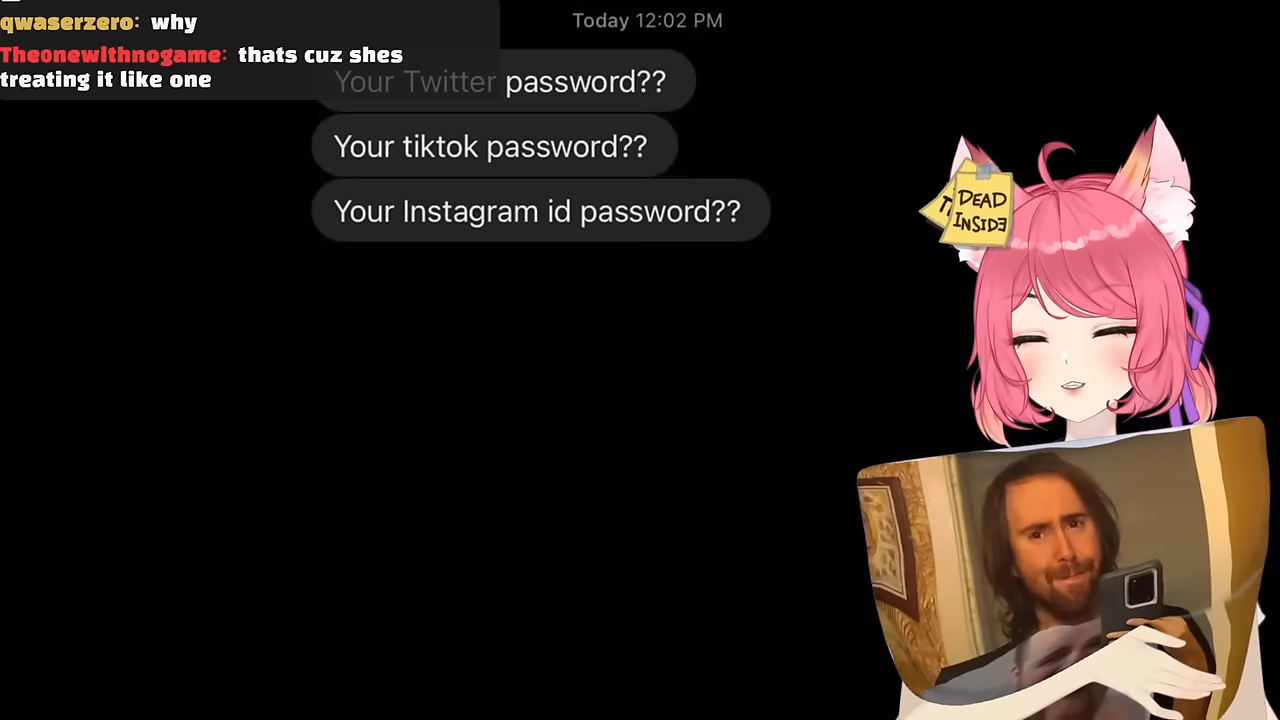 qwaserzero: why
Theonewithnogame: thats cuz shes
treating it like one
Today 12:02 PM
Your Twitter password??
Your tiktok password??
Your Instagram id password??
DEAD
INSIDE